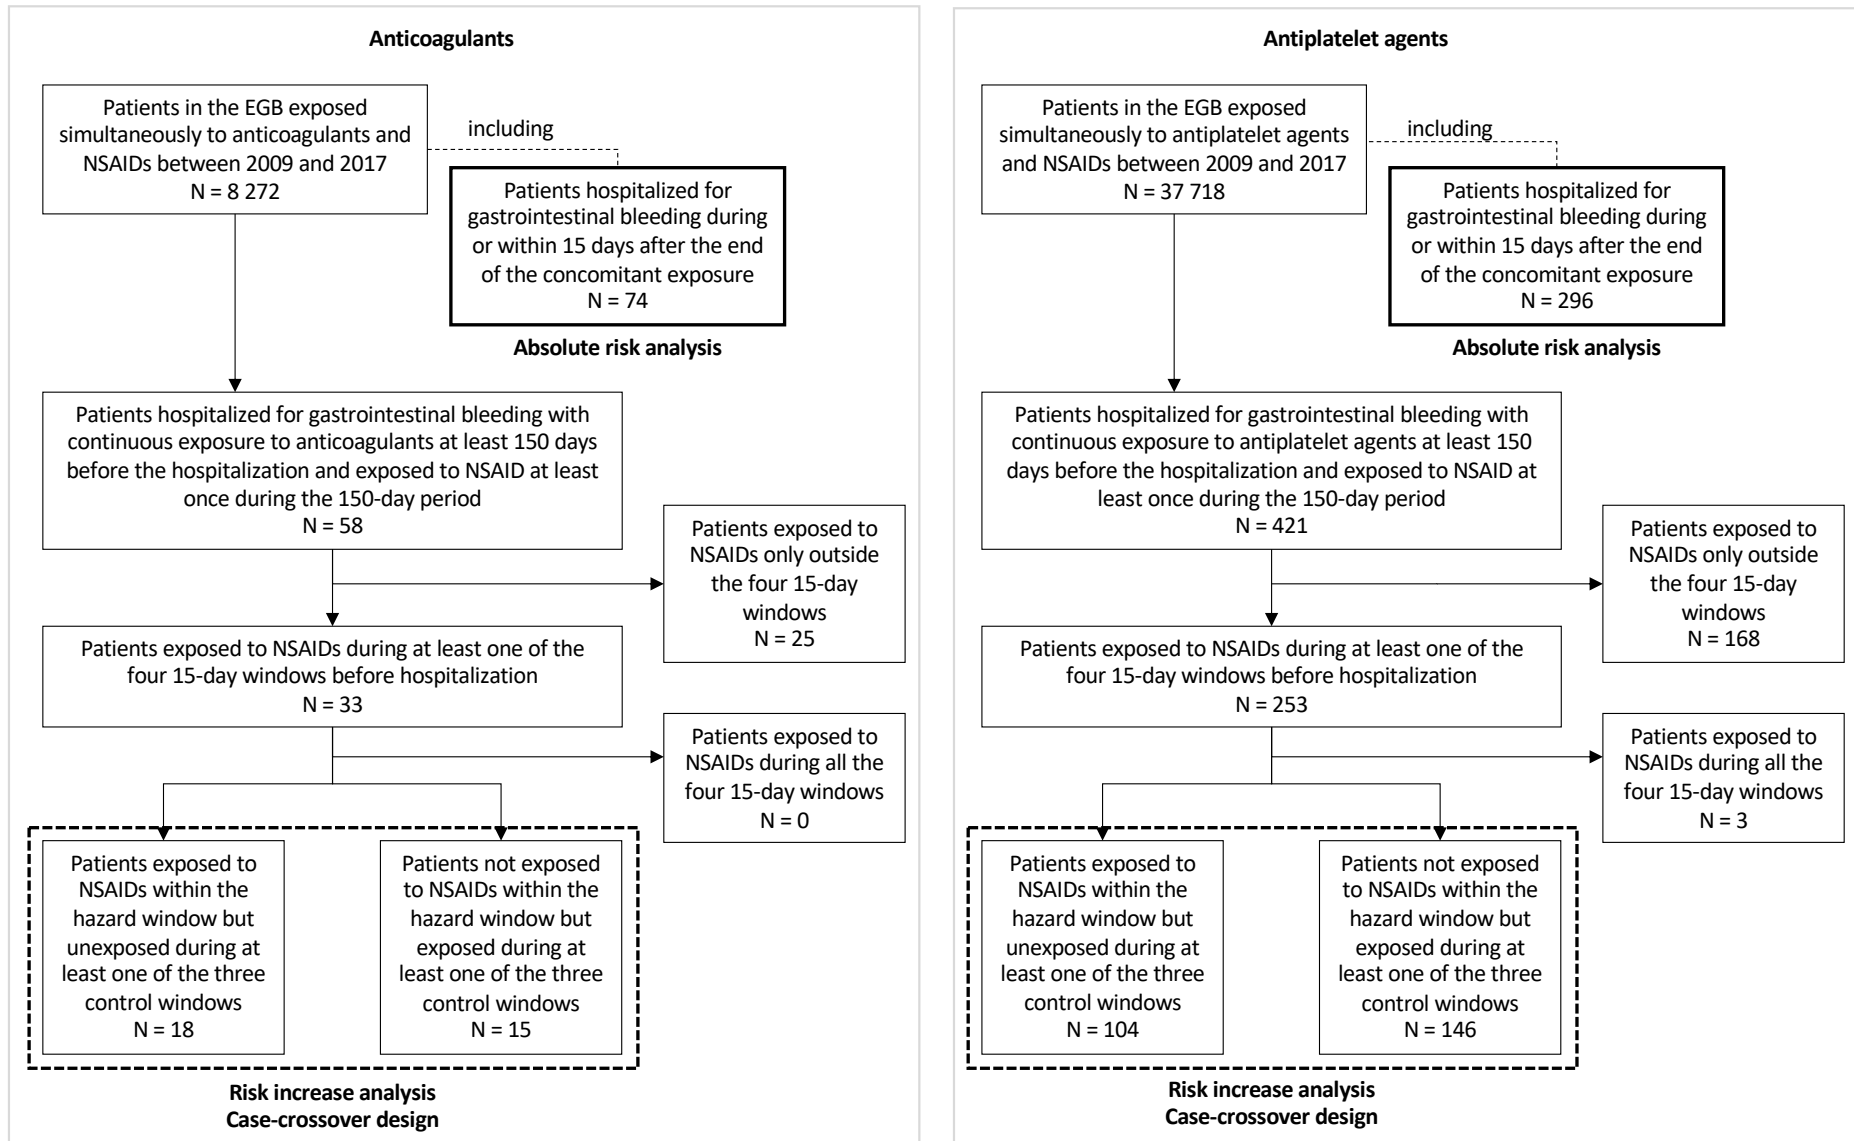 Anticoagulants
Patients in the EGB exposed
simultaneously to anticoagulants and
NSAIDs between 2009 and 2017
N = 8 272
including
Patients hospitalized for
gastrointestinal bleeding during
or within 15 days after the end
of the concomitant exposure
N = 74
Absolute risk analysis
Patients hospitalized for gastrointestinal bleeding with
continuous exposure to anticoagulants at least 150 days
before the hospitalization and exposed to NSAID at least
once during the 150-day period
N = 58
Patients exposed to
NSAIDs only outside
the four 15-day
windows
N = 25
Patients exposed to NSAIDs during at least one of the
four 15-day windows before hospitalization
N = 33
Patients exposed to
NSAIDs during all the
four 15-day windows
N = 0
Patients exposed to
NSAIDs within the
hazard window but
unexposed during at
least one of the three
control windows
N = 18
Patients not exposed
to NSAIDs within the
hazard window but
exposed during at
least one of the three
control windows
N = 15
Risk increase analysis
Case-crossover design
Antiplatelet agents
Patients in the EGB exposed
simultaneously to antiplatelet agents
and NSAIDs between 2009 and 2017
N = 37 718
including
Patients hospitalized for
gastrointestinal bleeding during
or within 15 days after the end
of the concomitant exposure
N = 296
Absolute risk analysis
Patients hospitalized for gastrointestinal bleeding with
continuous exposure to antiplatelet agents at least 150
days before the hospitalization and exposed to NSAID at
least once during the 150-day period
N = 421
Patients exposed to
NSAIDs only outside
the four 15-day
windows
N = 168
Patients exposed to NSAIDs during at least one of the
four 15-day windows before hospitalization
N = 253
Patients exposed to
NSAIDs during all the
four 15-day windows
N = 3
Patients exposed to
NSAIDs within the
hazard window but
unexposed during at
least one of the three
control windows
N = 104
Patients not exposed
to NSAIDs within the
hazard window but
exposed during at
least one of the three
control windows
N = 146
Risk increase analysis
Case-crossover design